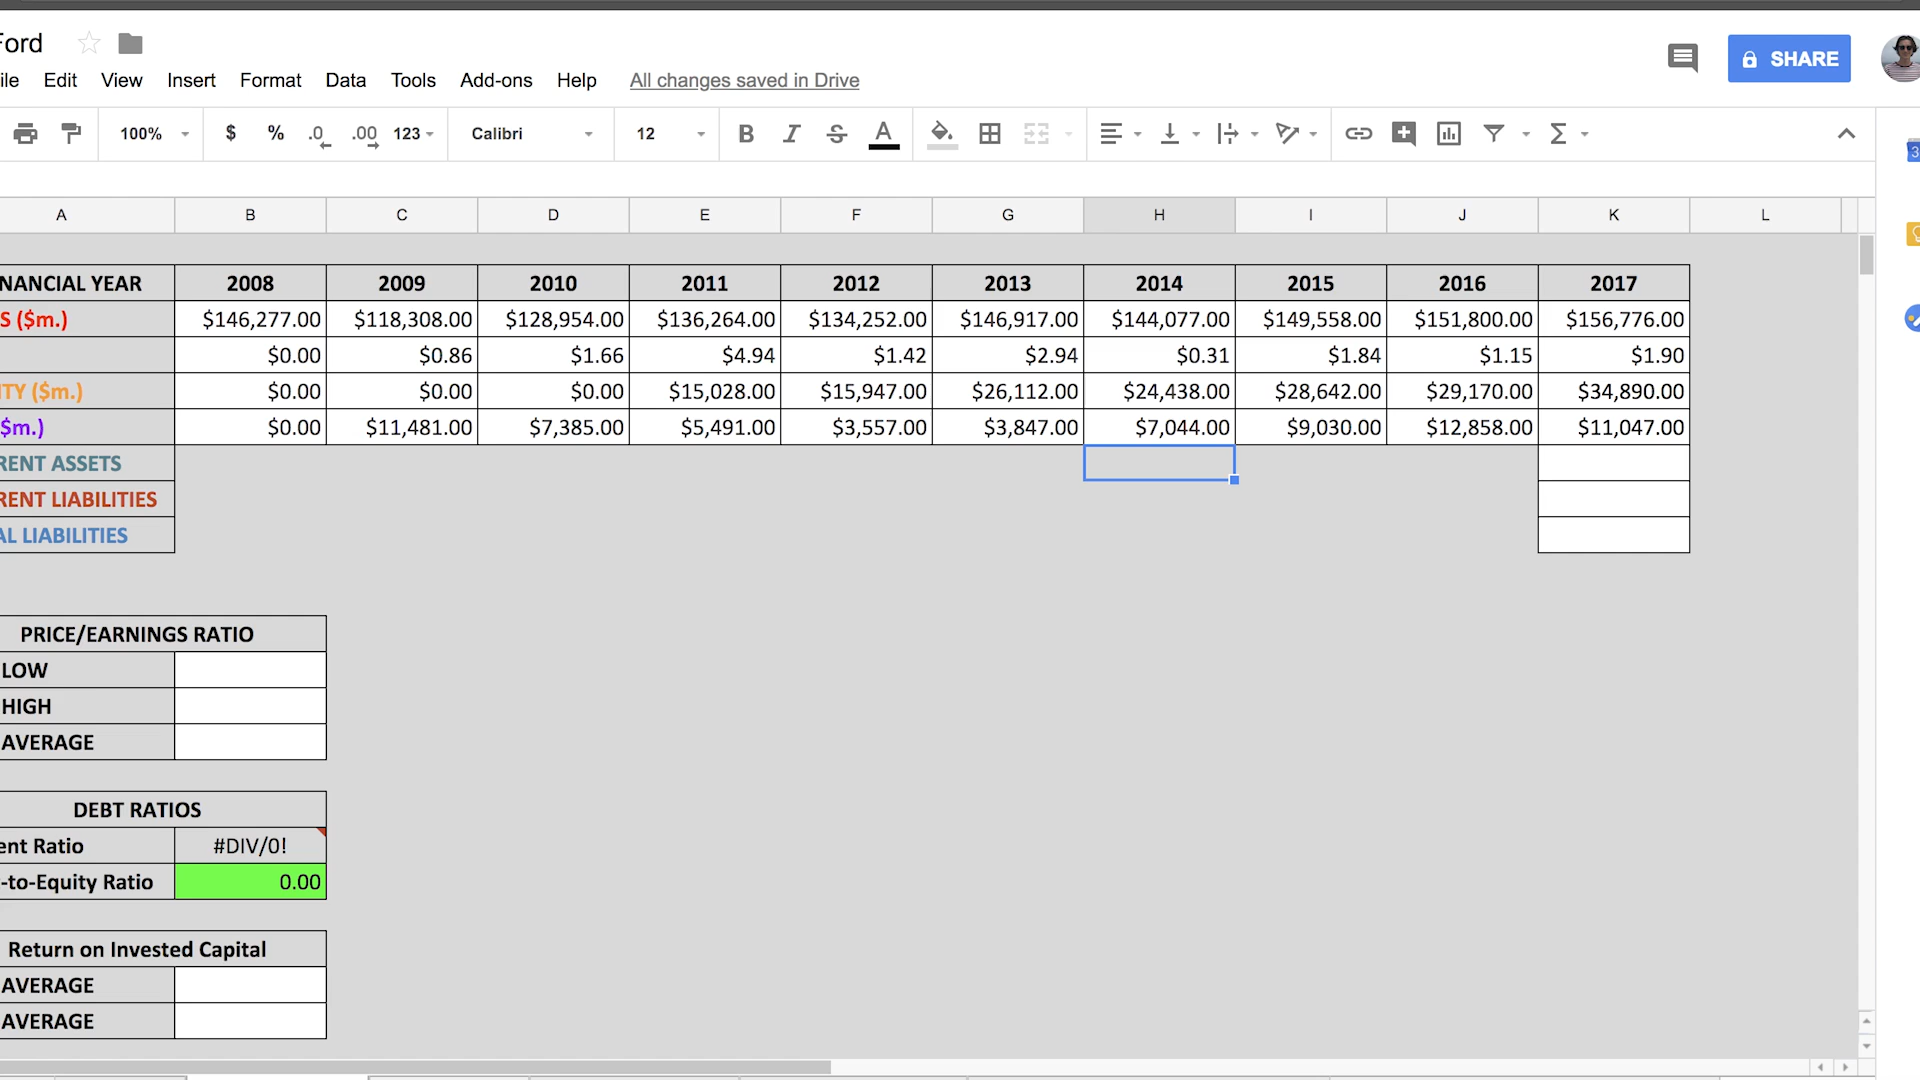 Ford
ile Edit View Insert Format Data Tools Add-ons Help All changes saved in Drive SHARE
100% $ % .0 .00 123 Calibri 12 B I S A Σ
3
A B C D E F G H I J K L
NANCIAL YEAR 2008 2009 2010 2011 2012 2013 2014 2015 2016 2017
S ($m.) $146,277.00 $118,308.00 $128,954.00 $136,264.00 $134,252.00 $146,917.00 $144,077.00 $149,558.00 $151,800.00 $156,776.00
$0.00 $0.86 $1.66 $4.94 $1.42 $2.94 $0.31 $1.84 $1.15 $1.90
ITY ($m.) $0.00 $0.00 $0.00 $15,028.00 $15,947.00 $26,112.00 $24,438.00 $28,642.00 $29,170.00 $34,890.00
$m.) $0.00 $11,481.00 $7,385.00 $5,491.00 $3,557.00 $3,847.00 $7,044.00 $9,030.00 $12,858.00 $11,047.00
RENT ASSETS
RENT LIABILITIES
AL LIABILITIES
PRICE/EARNINGS RATIO
LOW
HIGH
AVERAGE
DEBT RATIOS
ent Ratio #DIV/0!
-to-Equity Ratio 0.00
Return on Invested Capital
AVERAGE
AVERAGE